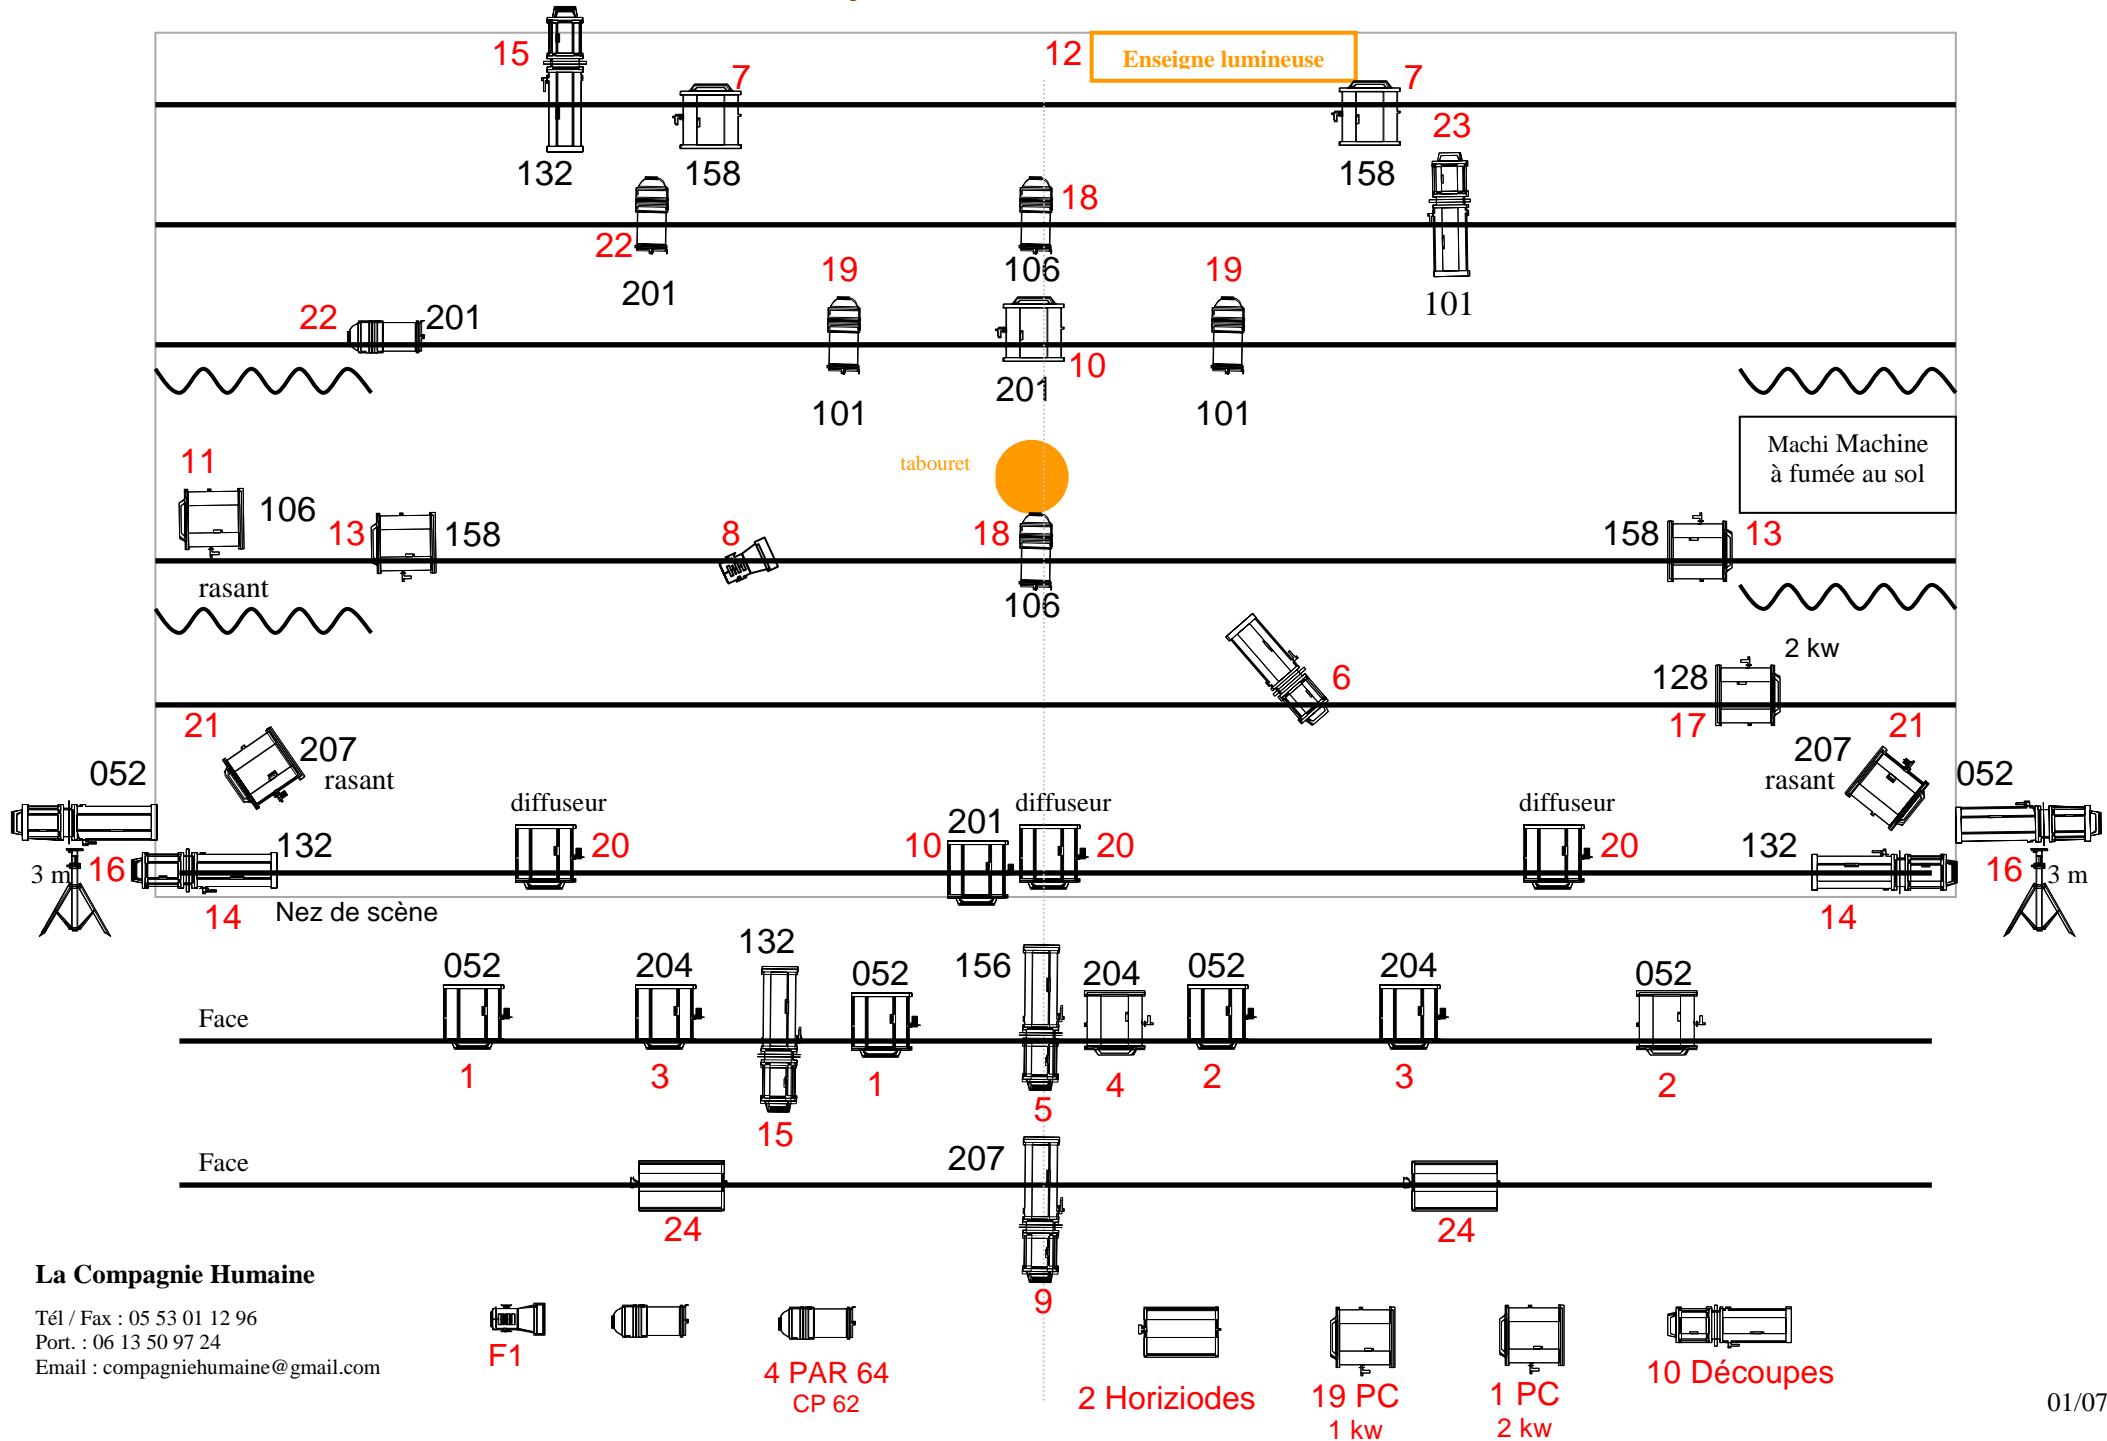 15
12
Enseigne lumineuse
7
7
23
132
158
158
18
22
106
19
19
201
101
22
201
10
201
101
101
11
tabouret
Machi Machine
à fumée au sol
106
13
158
8
18
158
13
rasant
106
2 kw
6
128
21
17
21
207
207
052
rasant
rasant
052
diffuseur
diffuseur
diffuseur
201
132
20
10
20
20
132
3 m
16
16
3 m
14
Nez de scène
14
132
052
204
052
156
204
052
204
052
Face
1
3
1
4
2
3
2
5
15
Face
207
24
24
La Compagnie Humaine
9
Tél / Fax : 05 53 01 12 96
Port. : 06 13 50 97 24
Email : compagniehumaine@gmail.com
F1
4 PAR 64
CP 62
2 Horiziodes
19 PC
1 kw
1 PC
2 kw
10 Découpes
01/07